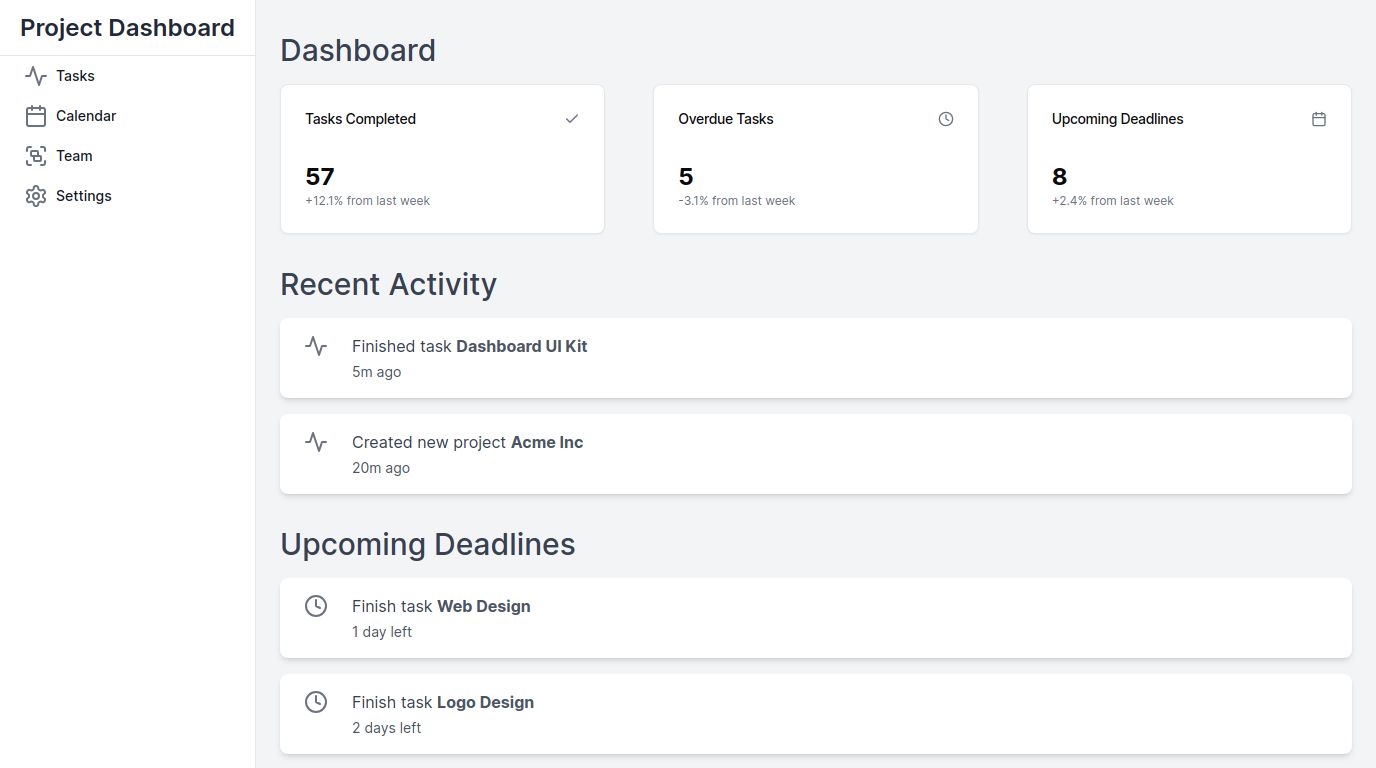 Project Dashboard
Tasks
Calendar
Team
Settings
Dashboard
Tasks Completed
57
+12.1% from last week
Overdue Tasks
5
-3.1% from last week
Upcoming Deadlines
8
+2.4% from last week
Recent Activity
Finished task Dashboard UI Kit
5m ago
Created new project Acme Inc
20m ago
Upcoming Deadlines
Finish task Web Design
1 day left
Finish task Logo Design
2 days left